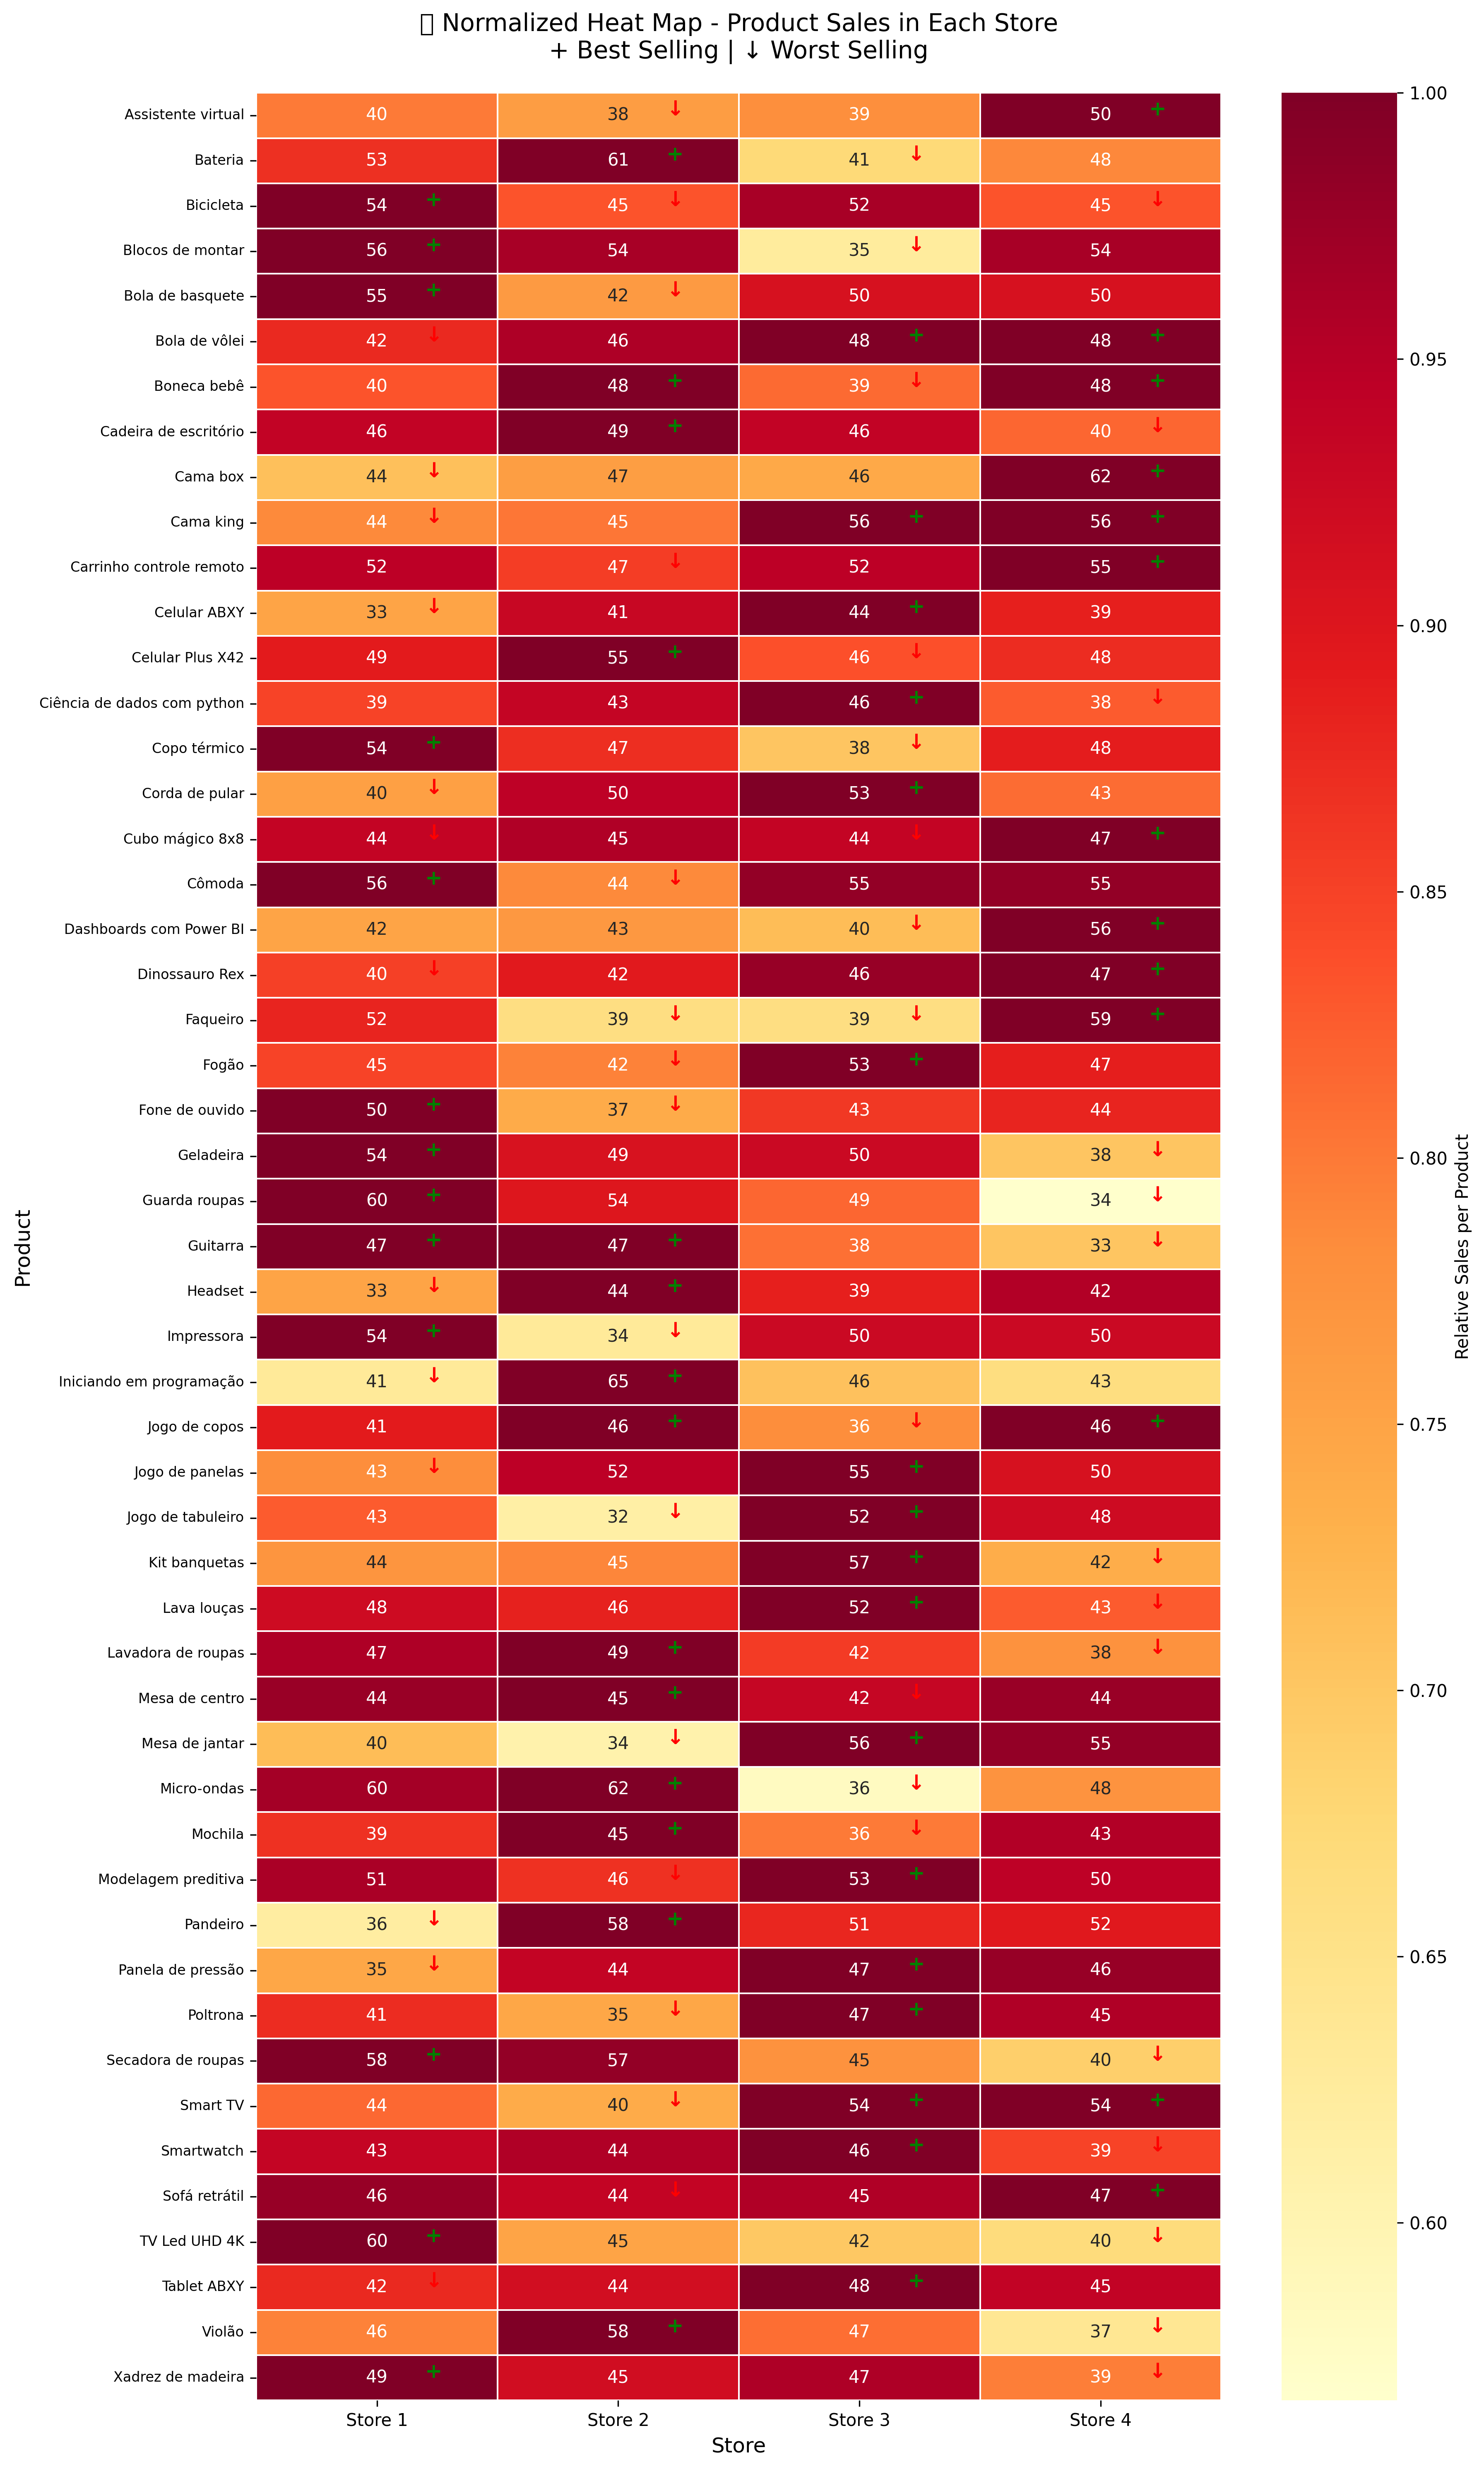 Normalized Heat Map - Product Sales in Each Store
+ Best Selling | ↓ Worst Selling
Assistente virtual 40 38 ↓ 39 50 +
Bateria 53 61 + 41 ↓ 48
Bicicleta 54 + 45 ↓ 52 45 ↓
Blocos de montar 56 + 54 35 ↓ 54
Bola de basquete 55 + 42 ↓ 50 50
Bola de vôlei 42 ↓ 46 48 + 48 +
Boneca bebê 40 48 + 39 ↓ 48 +
Cadeira de escritório 46 49 + 46 40 ↓
Cama box 44 ↓ 47 46 62 +
Cama king 44 ↓ 45 56 + 56 +
Carrinho controle remoto 52 47 ↓ 52 55 +
Celular ABXY 33 ↓ 41 44 + 39
Celular Plus X42 49 55 + 46 ↓ 48
Ciência de dados com python 39 43 46 + 38 ↓
Copo térmico 54 + 47 38 ↓ 48
Corda de pular 40 ↓ 50 53 + 43
Cubo mágico 8x8 44 ↓ 45 44 ↓ 47 +
Cômoda 56 + 44 ↓ 55 55
Dashboards com Power BI 42 43 40 ↓ 56 +
Dinossauro Rex 40 ↓ 42 46 47 +
Faqueiro 52 39 ↓ 39 ↓ 59 +
Fogão 45 42 ↓ 53 + 47
Fone de ouvido 50 + 37 ↓ 43 44
Geladeira 54 + 49 50 38 ↓
Guarda roupas 60 + 54 49 34 ↓
Guitarra 47 + 47 + 38 33 ↓
Headset 33 ↓ 44 + 39 42
Impressora 54 + 34 ↓ 50 50
Iniciando em programação 41 ↓ 65 + 46 43
Jogo de copos 41 46 + 36 ↓ 46 +
Jogo de panelas 43 ↓ 52 55 + 50
Jogo de tabuleiro 43 32 ↓ 52 + 48
Kit banquetas 44 45 57 + 42 ↓
Lava louças 48 46 52 + 43 ↓
Lavadora de roupas 47 49 + 42 38 ↓
Mesa de centro 44 45 + 42 ↓ 44
Mesa de jantar 40 34 ↓ 56 + 55
Micro-ondas 60 62 + 36 ↓ 48
Mochila 39 45 + 36 ↓ 43
Modelagem preditiva 51 46 ↓ 53 + 50
Pandeiro 36 ↓ 58 + 51 52
Panela de pressão 35 ↓ 44 47 + 46
Poltrona 41 35 ↓ 47 + 45
Secadora de roupas 58 + 57 45 40 ↓
Smart TV 44 40 ↓ 54 + 54 +
Smartwatch 43 44 46 + 39 ↓
Sofá retrátil 46 44 ↓ 45 47 +
TV Led UHD 4K 60 + 45 42 40 ↓
Tablet ABXY 42 ↓ 44 48 + 45
Violão 46 58 + 47 37 ↓
Xadrez de madeira 49 + 45 47 39 ↓
Store 1 Store 2 Store 3 Store 4
Store
Product
1.00
0.95
0.90
0.85
0.80
0.75
0.70
0.65
0.60
Relative Sales per Product